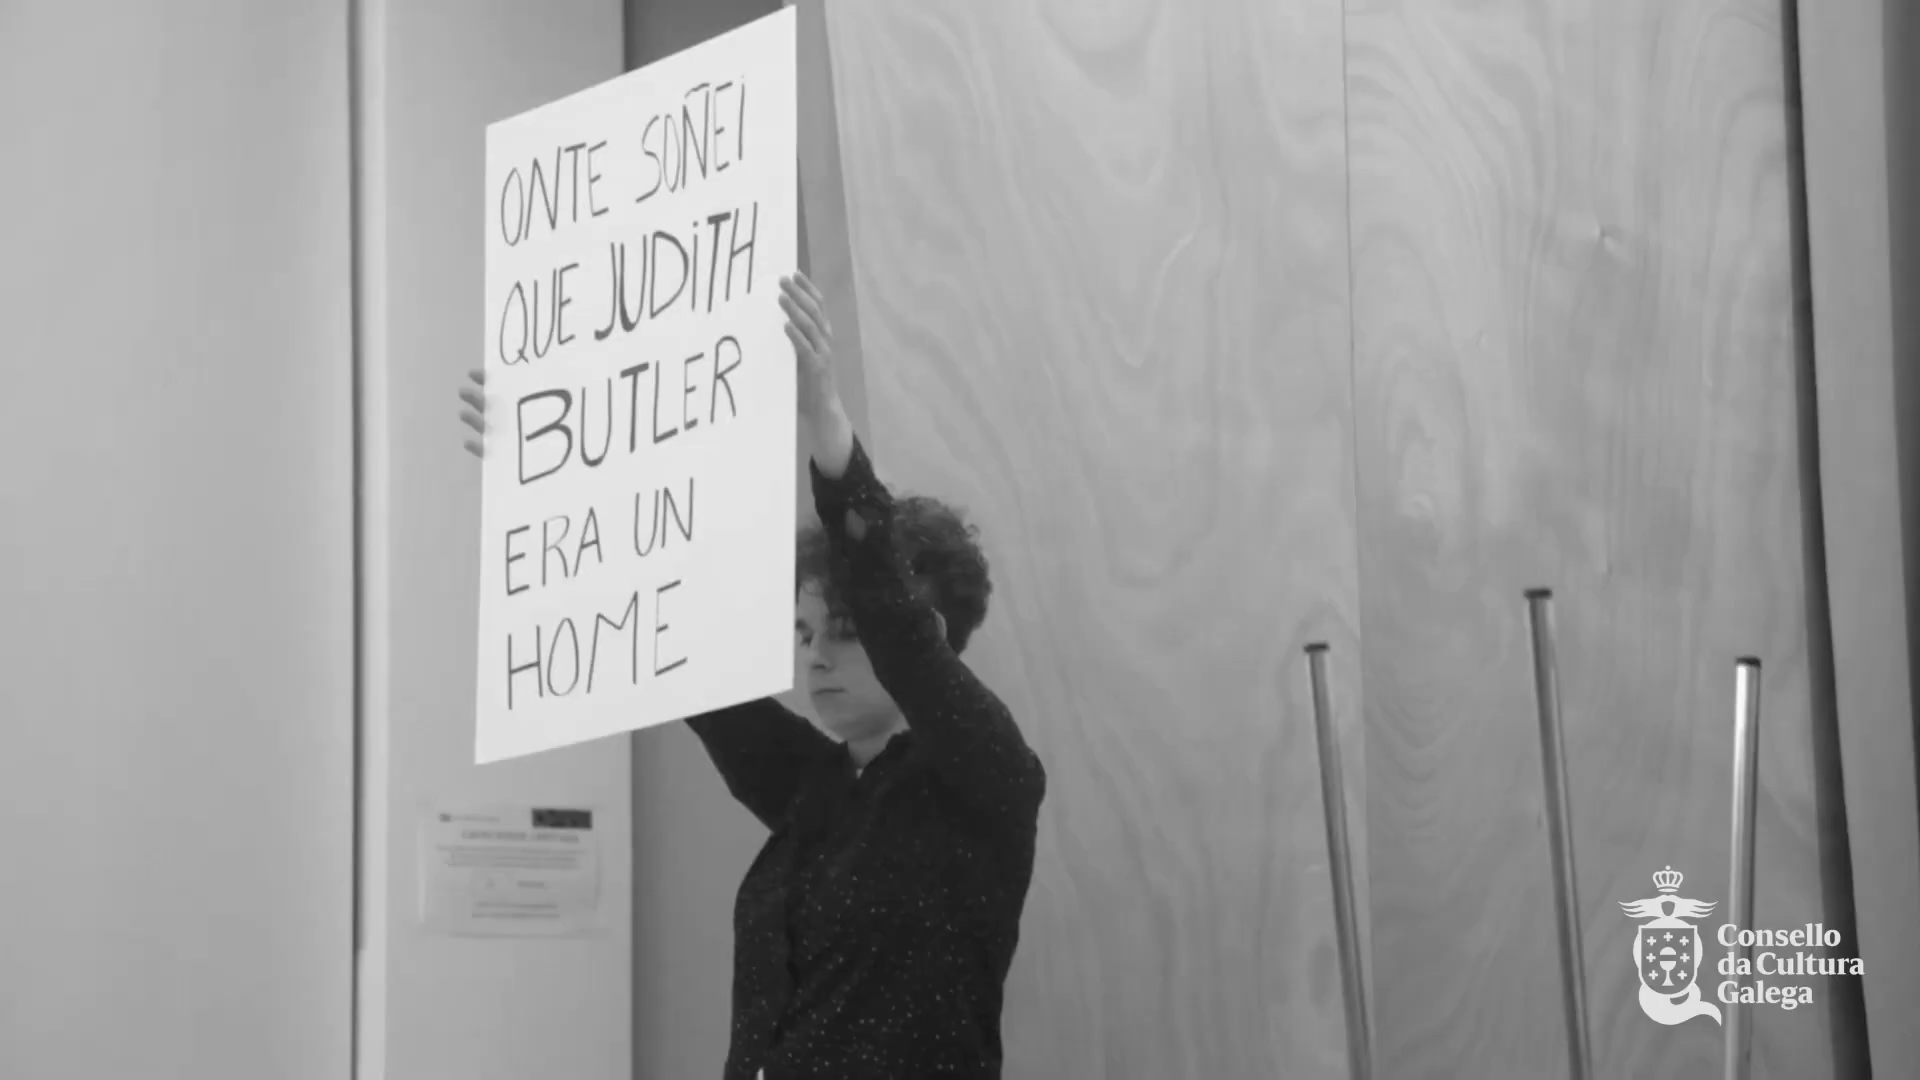 ONTE SOÑEI
QUE JUDiTH
BUTLER
ERA UN
HOME
Consello
da Cultura
Galega